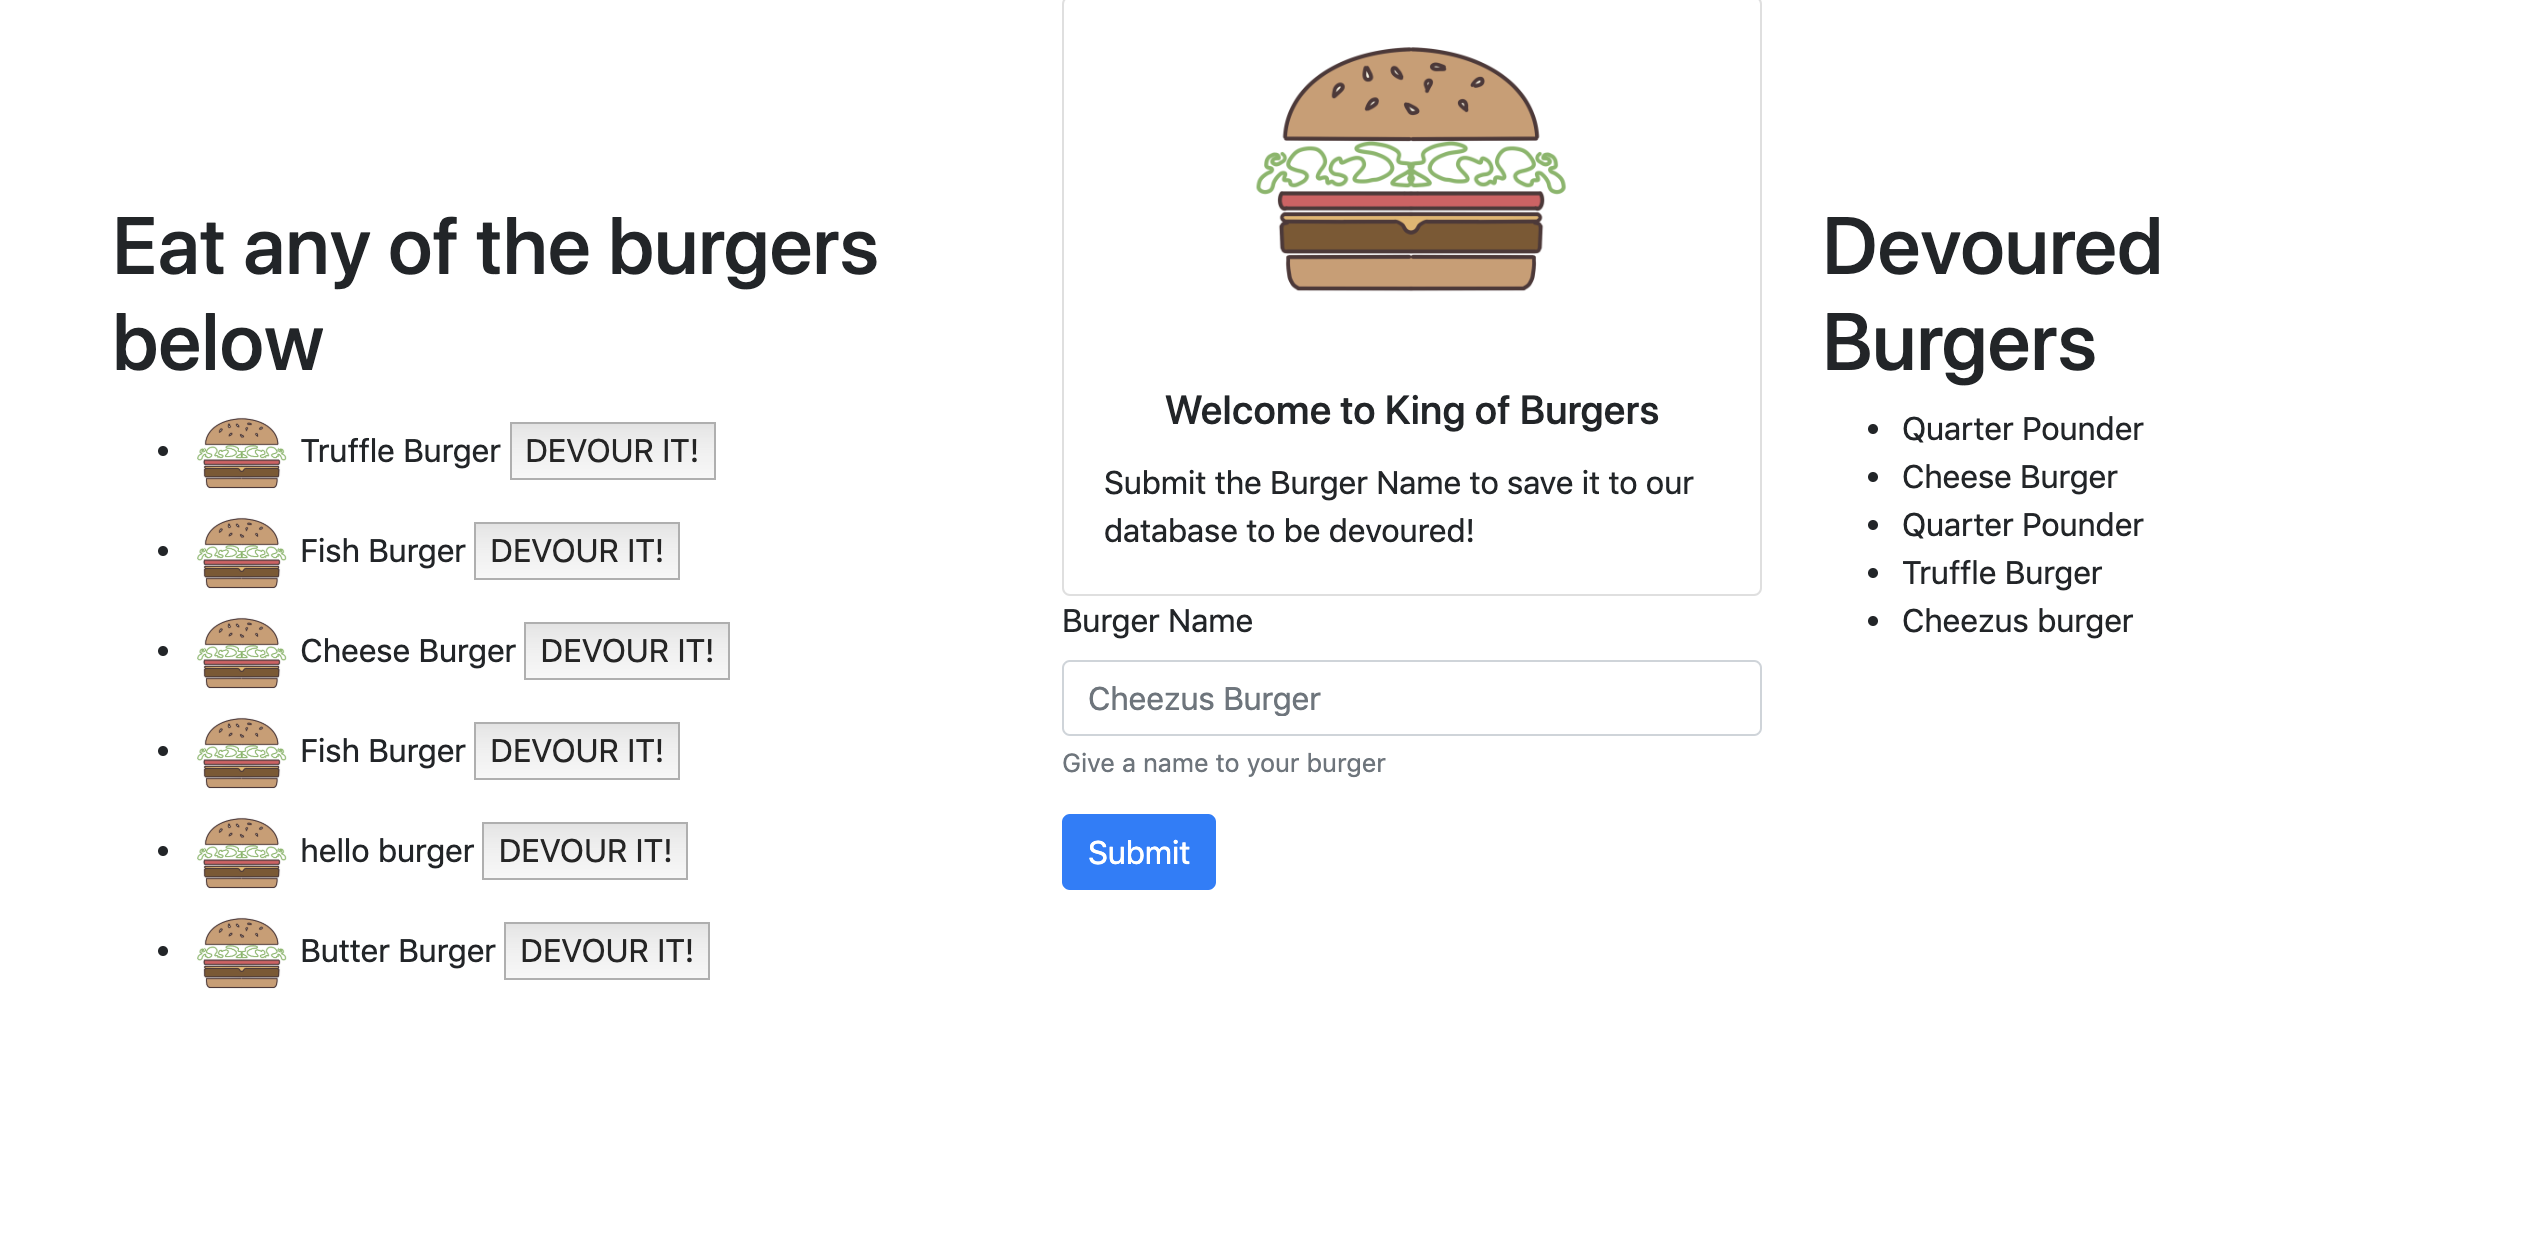 Eat any of the burgers
below
Truffle Burger DEVOUR IT!
Fish Burger DEVOUR IT!
Cheese Burger DEVOUR IT!
Fish Burger DEVOUR IT!
hello burger DEVOUR IT!
Butter Burger DEVOUR IT!
Welcome to King of Burgers
Submit the Burger Name to save it to our
database to be devoured!
Burger Name
Cheezus Burger
Give a name to your burger
Submit
Devoured
Burgers
Quarter Pounder
Cheese Burger
Quarter Pounder
Truffle Burger
Cheezus burger